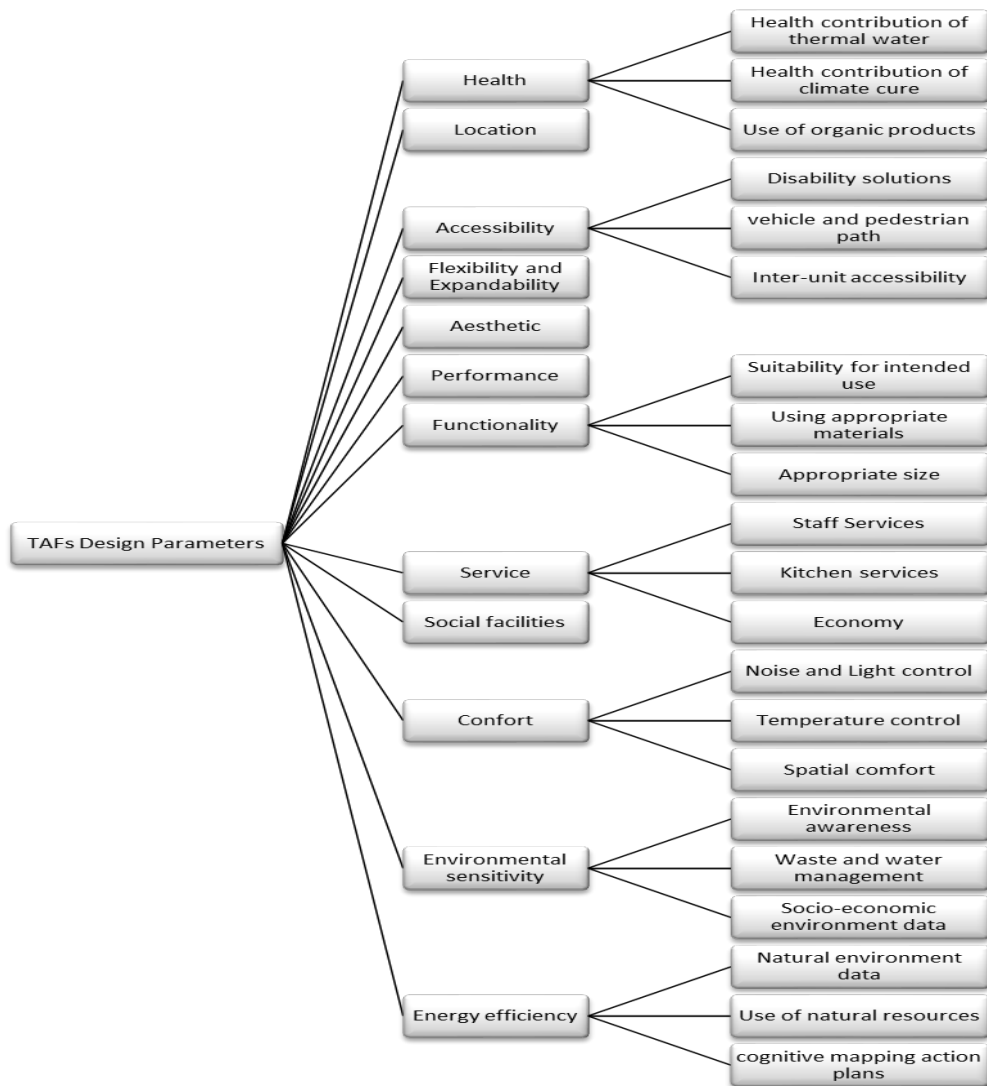 TAFs Design Parameters
Health
Health contribution of
thermal water
Health contribution of
climate cure
Use of organic products
Location
Accessibility
Disability solutions
vehicle and pedestrian
path
Inter-unit accessibility
Flexibility and
Expandability
Aesthetic
Performance
Functionality
Suitability for intended
use
Using appropriate
materials
Appropriate size
Service
Staff Services
Kitchen services
Economy
Social facilities
Confort
Noise and Light control
Temperature control
Spatial comfort
Environmental
sensitivity
Environmental
awareness
Waste and water
management
Socio-economic
environment data
Energy efficiency
Natural environment
data
Use of natural resources
cognitive mapping action
plans